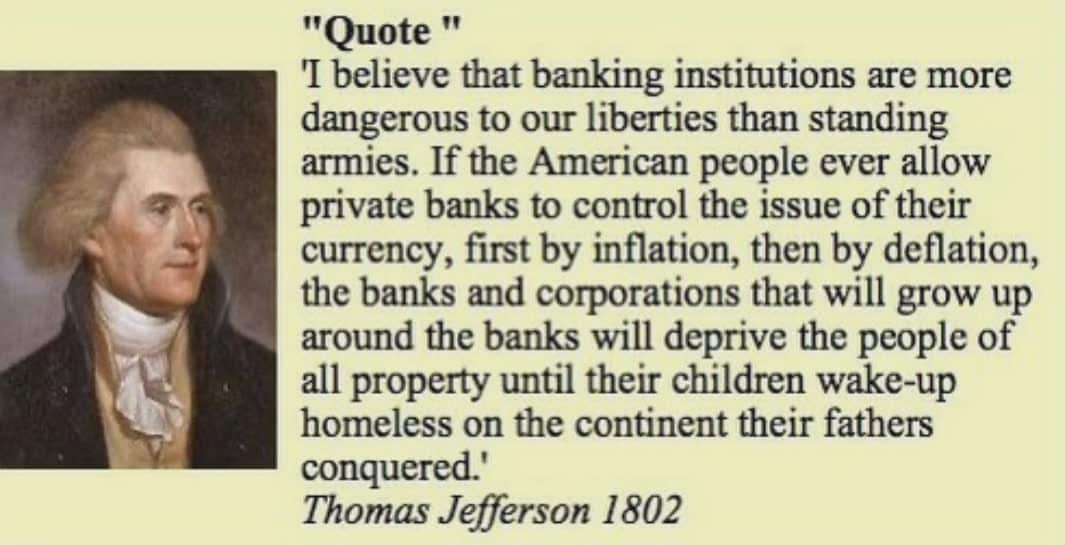 "Quote "
'I believe that banking institutions are more
dangerous to our liberties than standing
armies. If the American people ever allow
private banks to control the issue of their
currency, first by inflation, then by deflation,
the banks and corporations that will grow up
around the banks will deprive the people of
all property until their children wake-up
homeless on the continent their fathers
conquered.'
Thomas Jefferson 1802